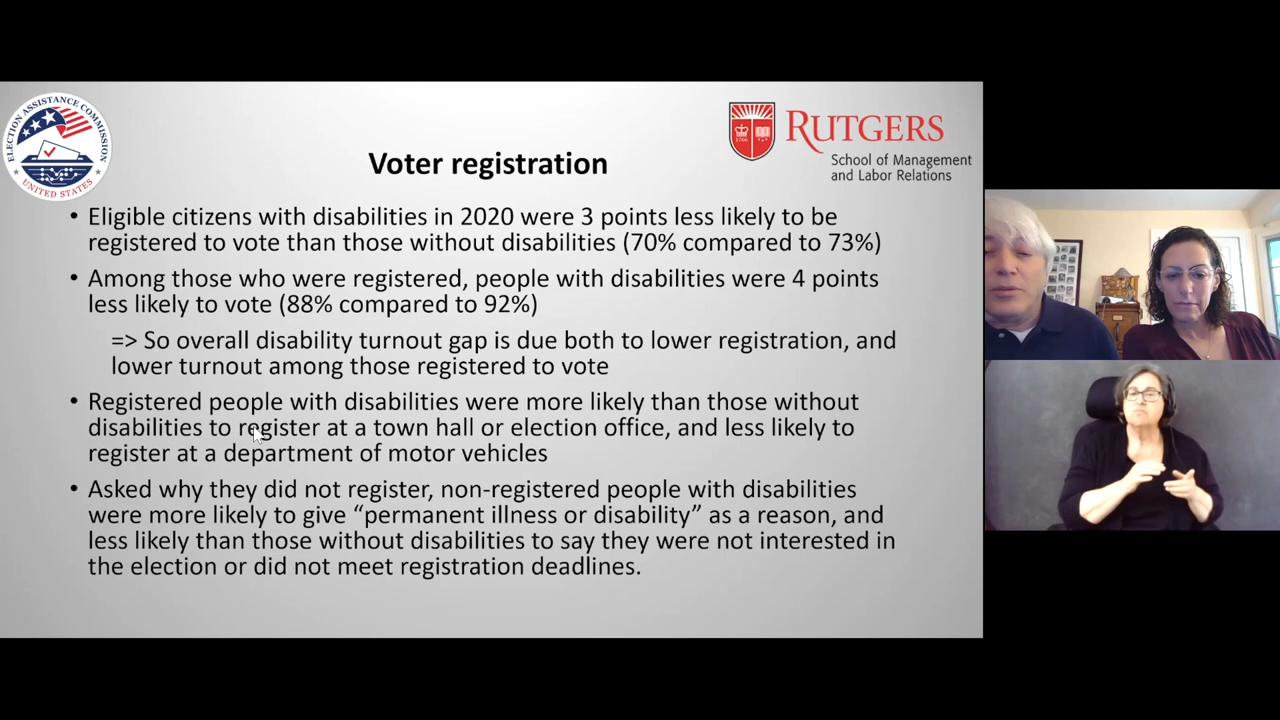 ELECTION ASSISTANCE COMMISSION
UNITED STATES
1766
RUTGERS
School of Management
and Labor Relations
Voter registration
• Eligible citizens with disabilities in 2020 were 3 points less likely to be
registered to vote than those without disabilities (70% compared to 73%)
• Among those who were registered, people with disabilities were 4 points
less likely to vote (88% compared to 92%)
=> So overall disability turnout gap is due both to lower registration, and
lower turnout among those registered to vote
• Registered people with disabilities were more likely than those without
disabilities to register at a town hall or election office, and less likely to
register at a department of motor vehicles
• Asked why they did not register, non-registered people with disabilities
were more likely to give “permanent illness or disability” as a reason, and
less likely than those without disabilities to say they were not interested in
the election or did not meet registration deadlines.